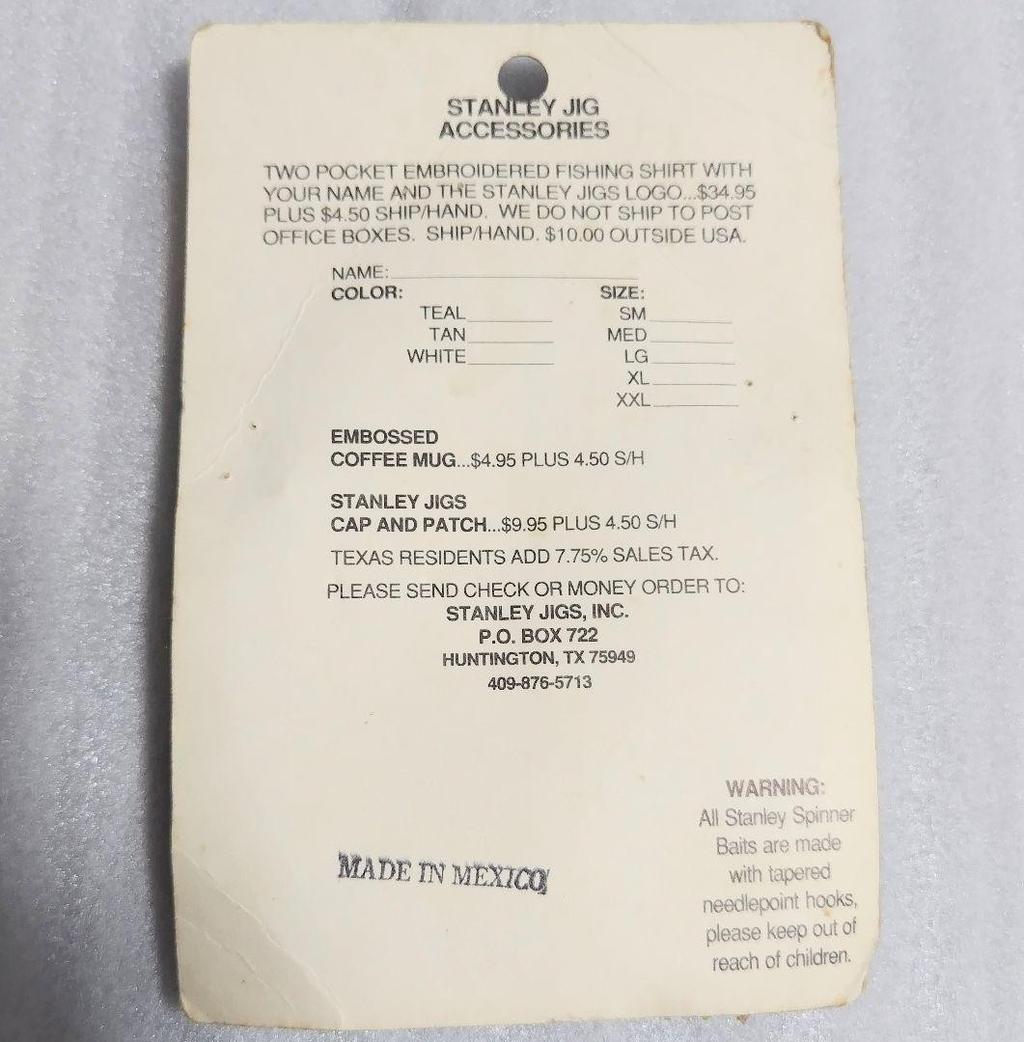 STANLEY JIG
ACCESSORIES
TWO POCKET EMBROIDERED FISHING SHIRT WITH
YOUR NAME AND THE STANLEY JIGS LOGO...$34.95
PLUS $4.50 SHIP/HAND. WE DO NOT SHIP TO POST
OFFICE BOXES. SHIP/HAND. $10.00 OUTSIDE USA.
NAME:
COLOR: SIZE:
TEAL SM
TAN MED
WHITE LG
XL
XXL
EMBOSSED
COFFEE MUG...$4.95 PLUS 4.50 S/H
STANLEY JIGS
CAP AND PATCH...$9.95 PLUS 4.50 S/H
TEXAS RESIDENTS ADD 7.75% SALES TAX.
PLEASE SEND CHECK OR MONEY ORDER TO:
STANLEY JIGS, INC.
P.O. BOX 722
HUNTINGTON, TX 75949
409-876-5713
WARNING:
All Stanley Spinner
Baits are made
with tapered
needlepoint hooks,
please keep out of
reach of children.
MADE IN MEXICO